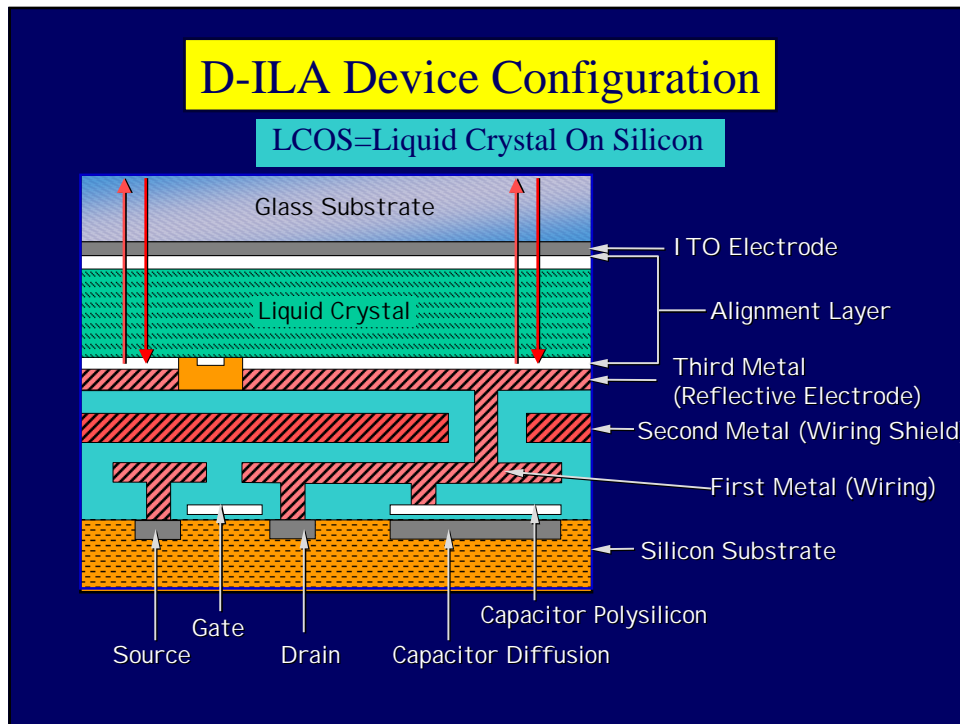 D-ILA Device Configuration
LCOS=Liquid Crystal On Silicon
Glass Substrate
ITO Electrode
Liquid Crystal
Alignment Layer
Third Metal
(Reflective Electrode)
Second Metal (Wiring Shield
First Metal (Wiring)
Silicon Substrate
Capacitor Polysilicon
Gate
Source
Drain
Capacitor Diffusion